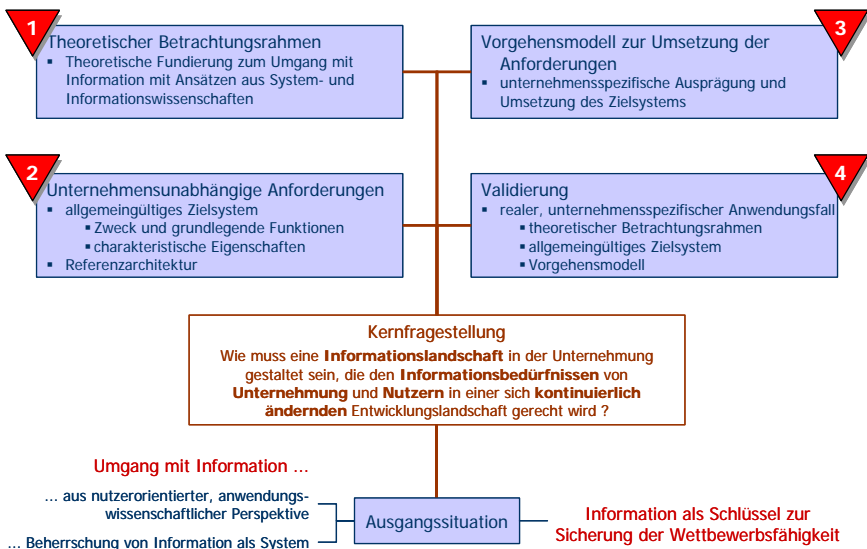 1
Theoretischer Betrachtungsrahmen
▪ Theoretische Fundierung zum Umgang mit
Information mit Ansätzen aus System- und
Informationswissenschaften
3
Vorgehensmodell zur Umsetzung der
Anforderungen
▪ unternehmensspezifische Ausprägung und
Umsetzung des Zielsystems
2
Unternehmensunabhängige Anforderungen
▪ allgemeingültiges Zielsystem
▪ Zweck und grundlegende Funktionen
▪ charakteristische Eigenschaften
▪ Referenzarchitektur
4
Validierung
▪ realer, unternehmensspezifischer Anwendungsfall
▪ theoretischer Betrachtungsrahmen
▪ allgemeingültiges Zielsystem
▪ Vorgehensmodell
Kernfragestellung
Wie muss eine Informationslandschaft in der Unternehmung
gestaltet sein, die den Informationsbedürfnissen von
Unternehmung und Nutzern in einer sich kontinuierlich
ändernden Entwicklungslandschaft gerecht wird ?
Umgang mit Information ...
... aus nutzerorientierter, anwendungs-
wissenschaftlicher Perspektive
... Beherrschung von Information als System
Ausgangssituation
Information als Schlüssel zur
Sicherung der Wettbewerbsfähigkeit